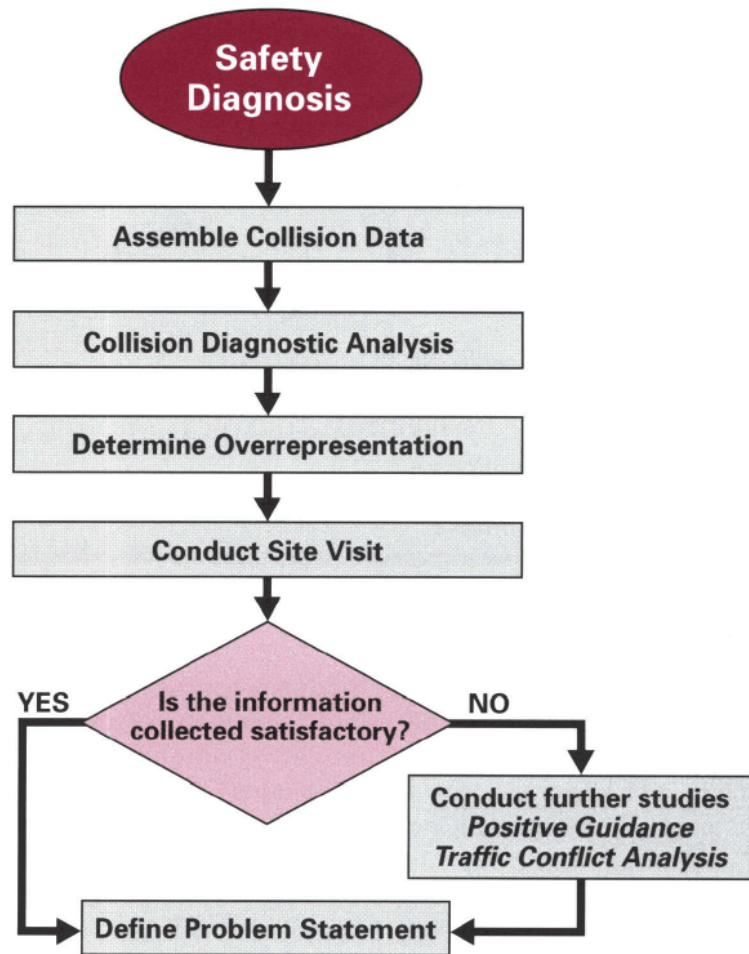 Safety
Diagnosis
Assemble Collision Data
Collision Diagnostic Analysis
Determine Overrepresentation
Conduct Site Visit
Is the information
collected satisfactory?
YES
NO
Conduct further studies
Positive Guidance
Traffic Conflict Analysis
Define Problem Statement